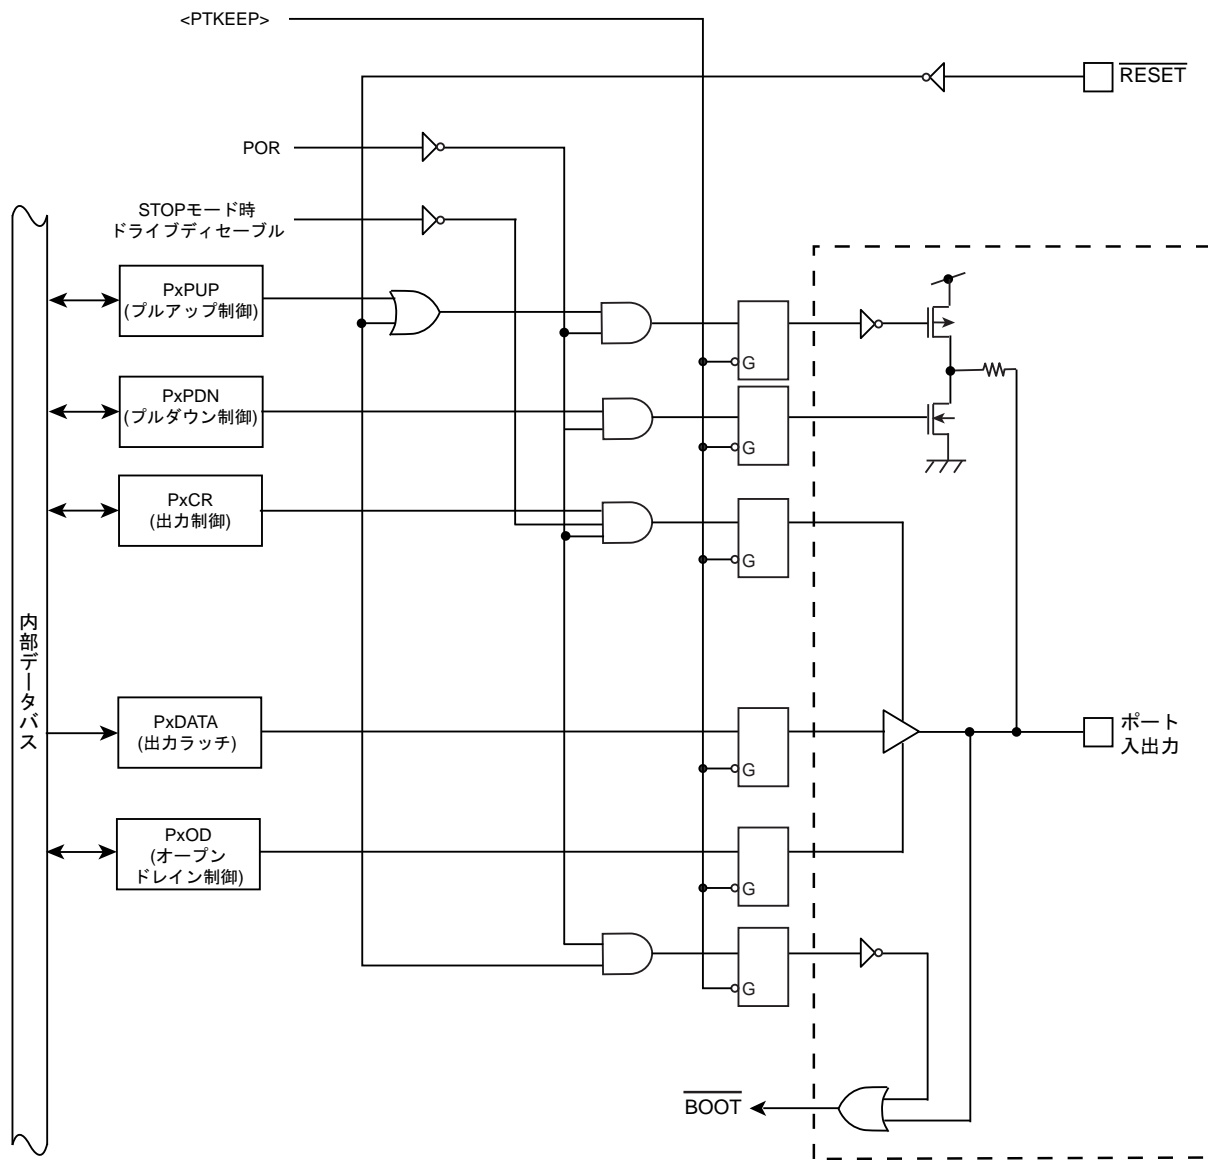 <PTKEEP>
RESET
POR
STOPモード時
ドライブディセーブル
PxPUP
(プルアップ制御)
G
PxPDN
(プルダウン制御)
G
PxCR
(出力制御)
G
内部データバス
PxDATA
(出力ラッチ)
G
ポート
入出力
PxOD
(オープン
ドレイン制御)
G
G
BOOT